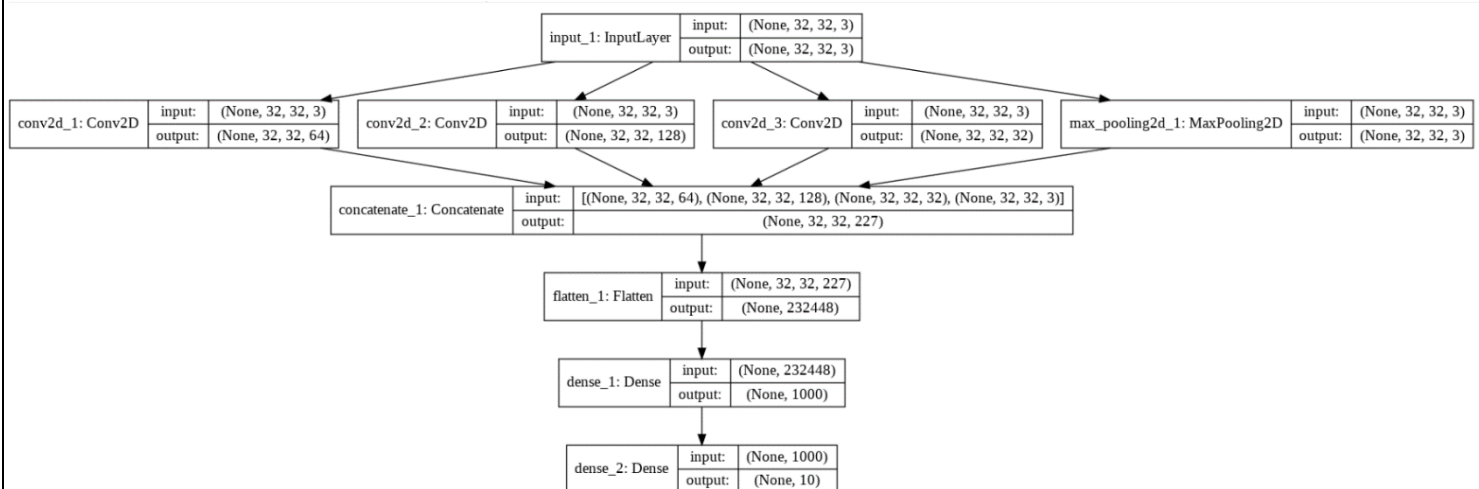 input_1: InputLayer input: (None, 32, 32, 3)
output: (None, 32, 32, 3)
conv2d_1: Conv2D input: (None, 32, 32, 3)
output: (None, 32, 32, 64)
conv2d_2: Conv2D input: (None, 32, 32, 3)
output: (None, 32, 32, 128)
conv2d_3: Conv2D input: (None, 32, 32, 3)
output: (None, 32, 32, 32)
max_pooling2d_1: MaxPooling2D input: (None, 32, 32, 3)
output: (None, 32, 32, 3)
concatenate_1: Concatenate input: [(None, 32, 32, 64), (None, 32, 32, 128), (None, 32, 32, 32), (None, 32, 32, 3)]
output: (None, 32, 32, 227)
flatten_1: Flatten input: (None, 32, 32, 227)
output: (None, 232448)
dense_1: Dense input: (None, 232448)
output: (None, 1000)
dense_2: Dense input: (None, 1000)
output: (None, 10)